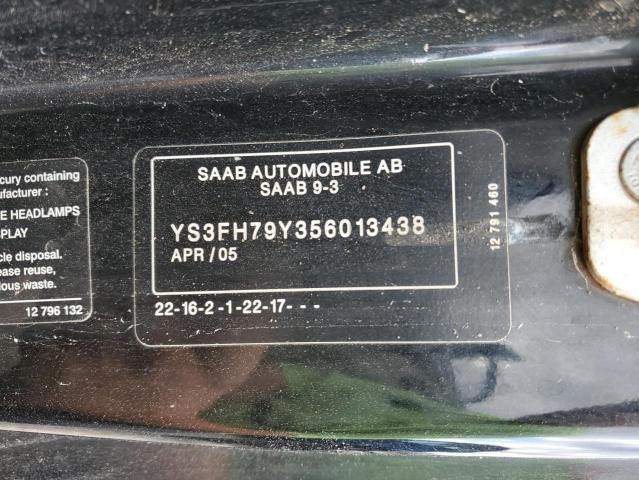 cury containing
ufacturer :
E HEADLAMPS
PLAY
cle disposal.
ease reuse,
dous waste.
12 796 132
SAAB AUTOMOBILE AB
SAAB 9-3
YS3FH79Y356013438
APR / 05
22-16-2 -1-22-17- - -
12 791 460